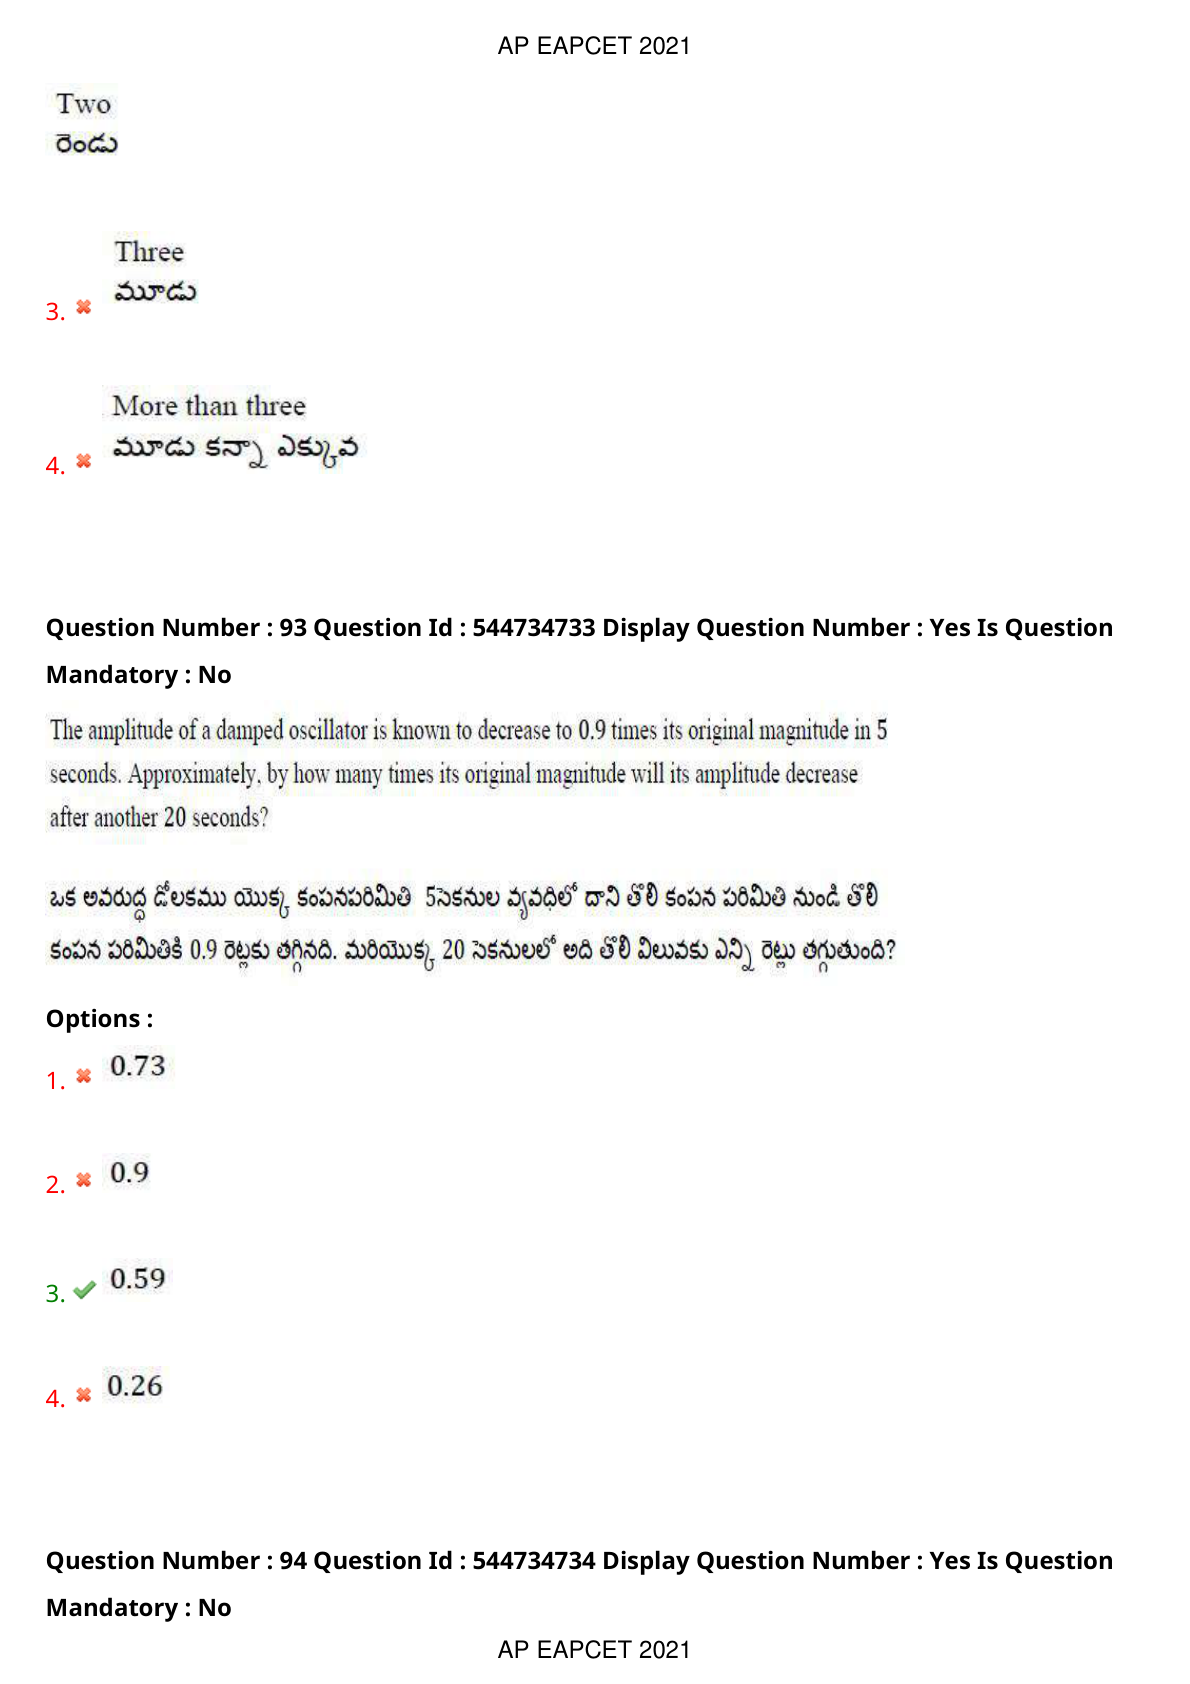 AP EAPCET 2021
Two
రెండు
Three
మూడు
3.
More than three
మూడు కన్నా ఎక్కువ
4.
Question Number : 93 Question Id : 544734733 Display Question Number : Yes Is Question
Mandatory : No
The amplitude of a damped oscillator is known to decrease to 0.9 times its original magnitude in 5
seconds. Approximately, by how many times its original magnitude will its amplitude decrease
after another 20 seconds?
ఒక అవరుద్ధ డోలకము యొక్క కంపనపరిమితి 5సెకనుల వ్యవధిలో దాని తొలి కంపన పరిమితి నుండి తొలి
కంపన పరిమితికి 0.9 రెట్లకు తగ్గినది. మరియొక్క 20 సెకనులలో అది తొలి విలువకు ఎన్ని రెట్లు తగ్గుతుంది?
Options :
1. 0.73
2. 0.9
3. 0.59
4. 0.26
Question Number : 94 Question Id : 544734734 Display Question Number : Yes Is Question
Mandatory : No
AP EAPCET 2021